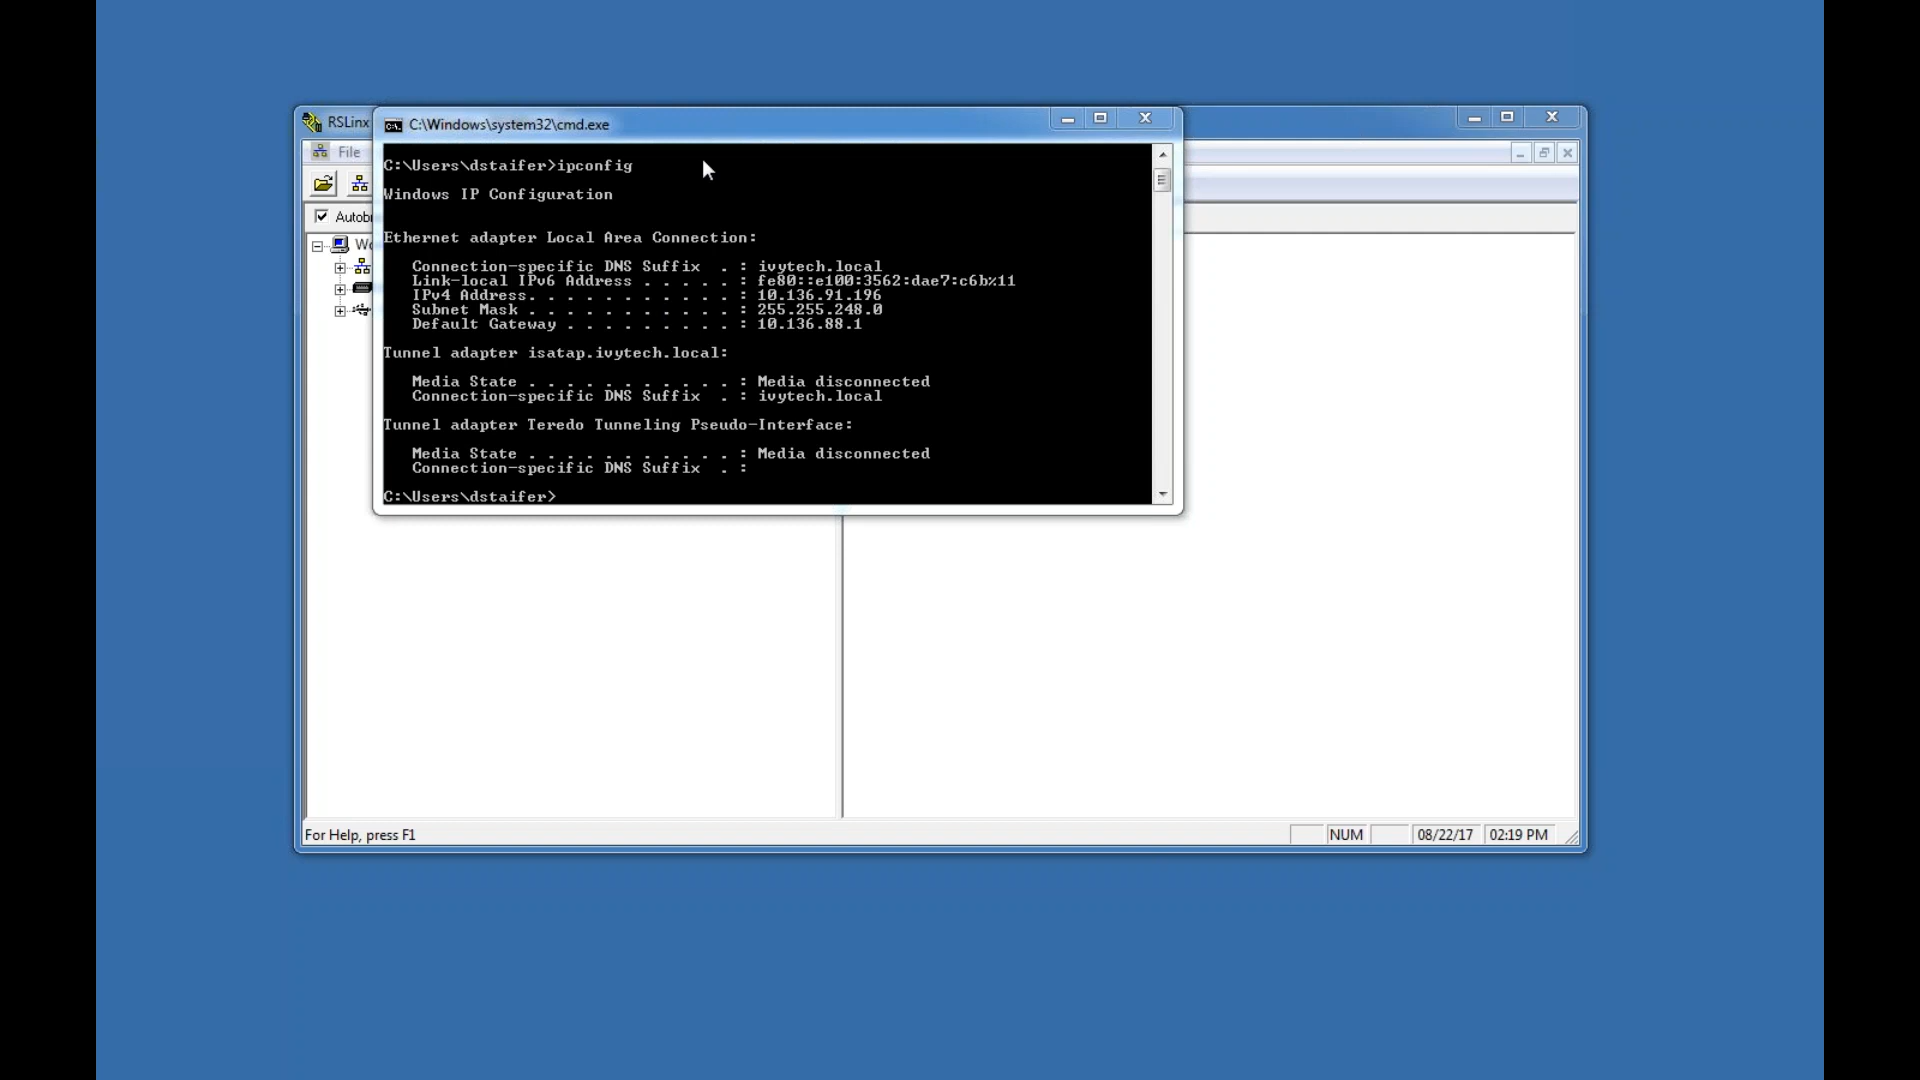 RSLinx
C:\Windows\system32\cmd.exe
File
C:\Users\dstaifer>ipconfig
Windows IP Configuration
Autob
Ethernet adapter Local Area Connection:
Connection-specific DNS Suffix . : ivytech.local
Link-local IPv6 Address . . . . . : fe80::e100:3562:dae7:c6b%11
IPv4 Address. . . . . . . . . . . : 10.136.91.196
Subnet Mask . . . . . . . . . . . : 255.255.248.0
Default Gateway . . . . . . . . . : 10.136.88.1
Tunnel adapter isatap.ivytech.local:
Media State . . . . . . . . . . . : Media disconnected
Connection-specific DNS Suffix . : ivytech.local
Tunnel adapter Teredo Tunneling Pseudo-Interface:
Media State . . . . . . . . . . . : Media disconnected
Connection-specific DNS Suffix . :
C:\Users\dstaifer>
For Help, press F1
NUM
08/22/17
02:19 PM